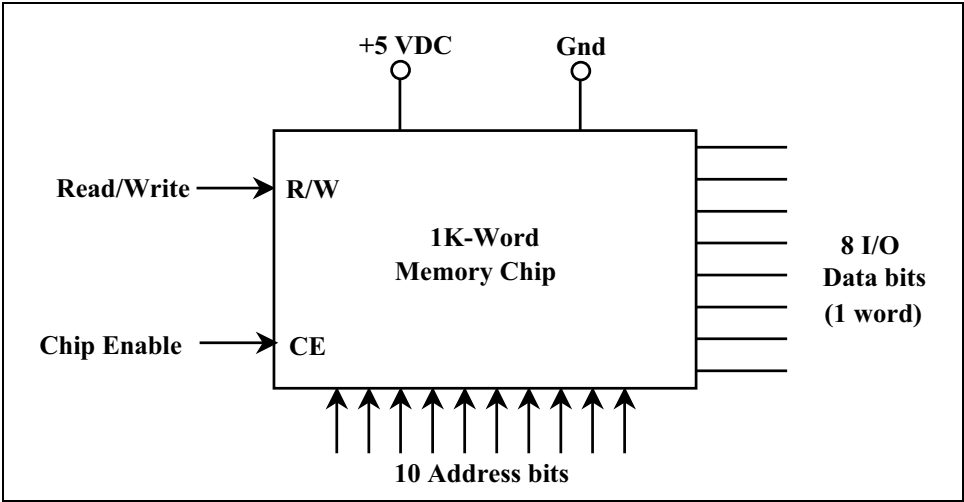 +5 VDC
Gnd
Read/Write
R/W
1K-Word
Memory Chip
8 I/O
Data bits
(1 word)
Chip Enable
CE
10 Address bits